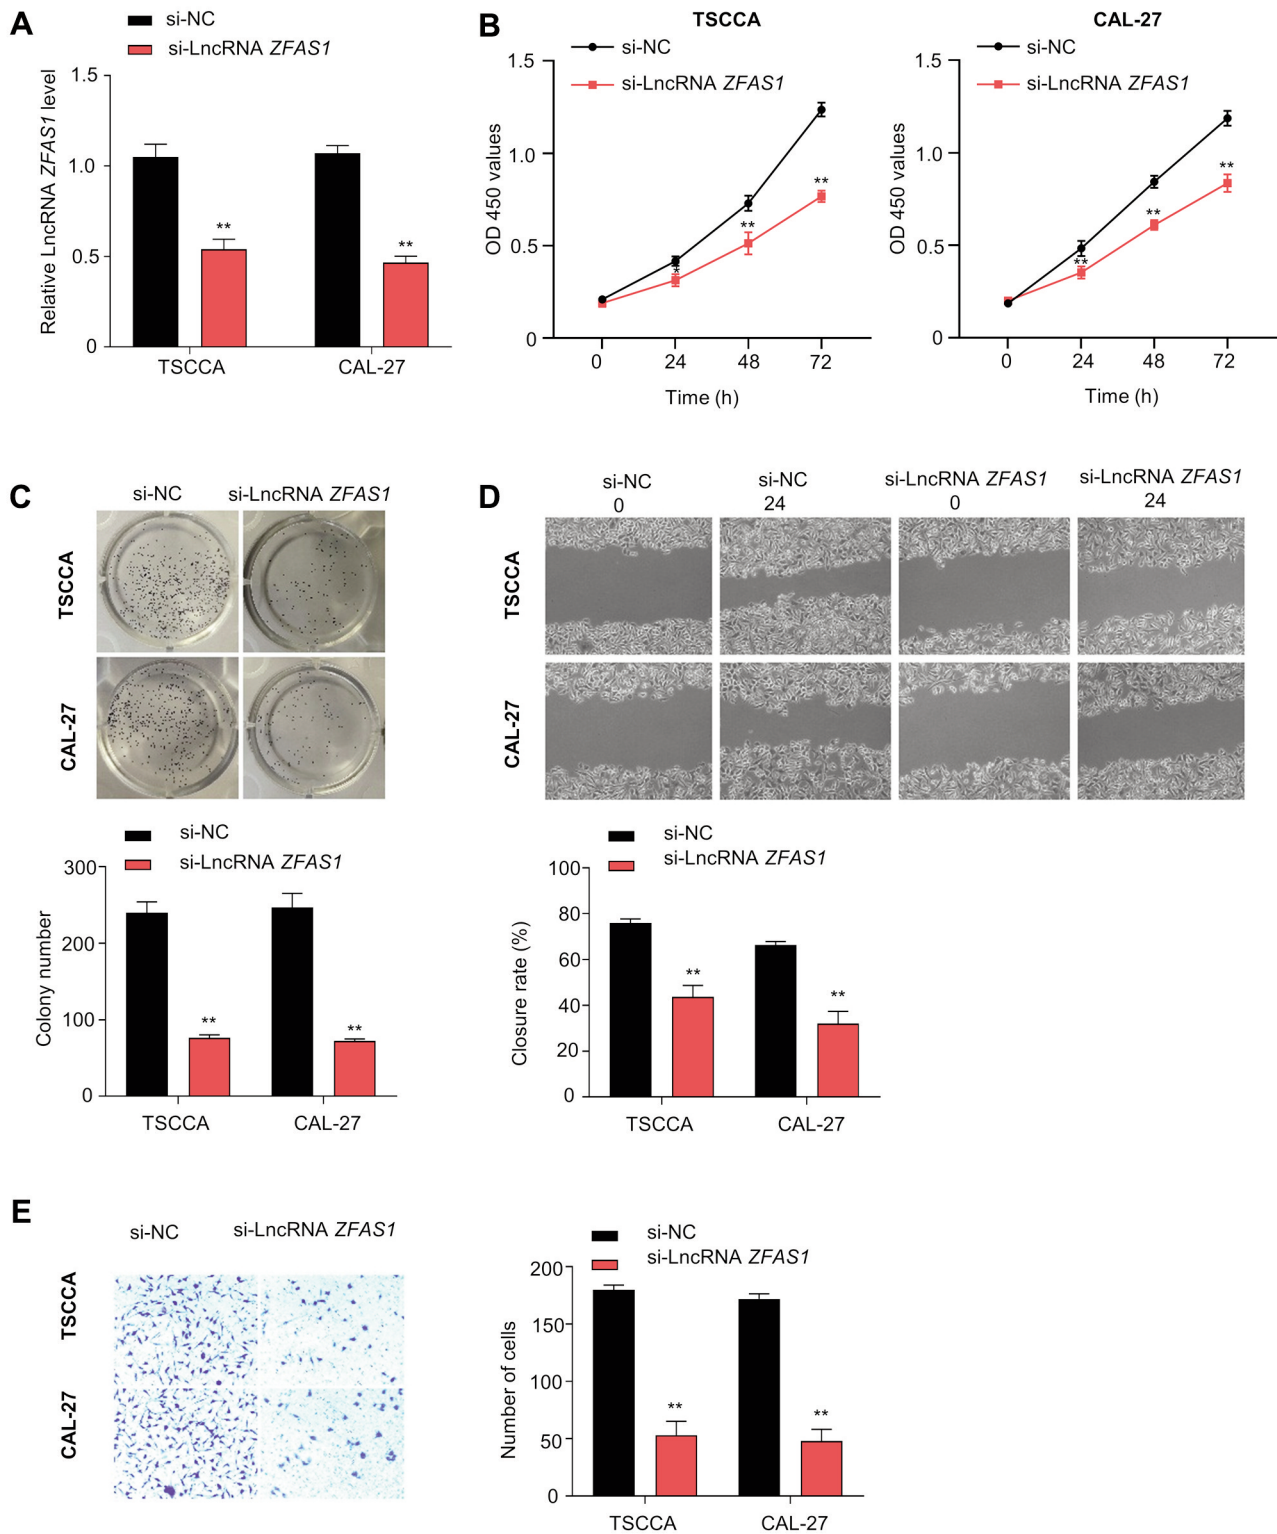 A
si-NC
si-LncRNA ZFAS1
Relative LncRNA ZFAS1 level
1.5
1.0
0.5
0
**
**
TSCCA
CAL-27
B
TSCCA
si-NC
si-LncRNA ZFAS1
OD 450 values
1.5
1.0
0.5
0
*
**
**
0
24
48
72
Time (h)
CAL-27
si-NC
si-LncRNA ZFAS1
OD 450 values
1.5
1.0
0.5
0
**
**
**
0
24
48
72
Time (h)
C
si-NC
si-LncRNA ZFAS1
TSCCA
CAL-27
si-NC
si-LncRNA ZFAS1
Colony number
300
200
100
0
**
**
TSCCA
CAL-27
D
si-NC
0
si-NC
24
si-LncRNA ZFAS1
0
si-LncRNA ZFAS1
24
TSCCA
CAL-27
si-NC
si-LncRNA ZFAS1
Closure rate (%)
100
80
60
40
20
0
**
**
TSCCA
CAL-27
E
si-NC
si-LncRNA ZFAS1
TSCCA
CAL-27
si-NC
si-LncRNA ZFAS1
Number of cells
200
150
100
50
0
**
**
TSCCA
CAL-27